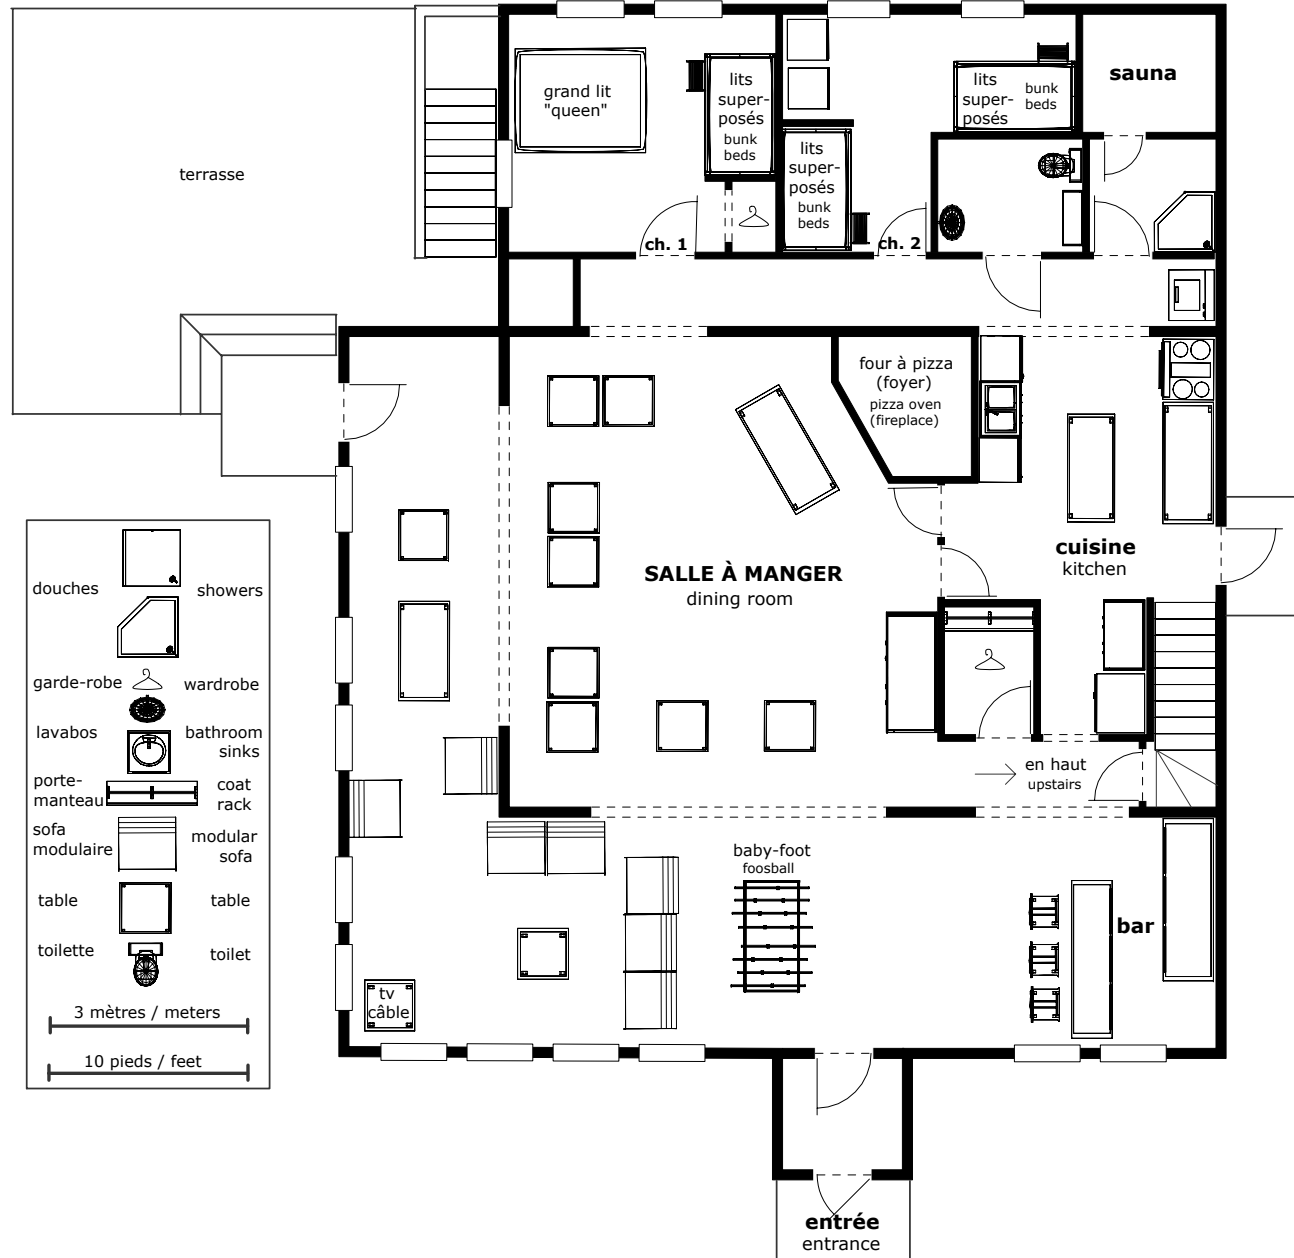 grand lit
"queen"
lits
super-
posés
bunk
beds
lits
super-
posés
bunk
beds
sauna
lits
super-
posés
bunk
beds
terrasse
ch. 1
ch. 2
four à pizza
(foyer)
pizza oven
(fireplace)
cuisine
kitchen
SALLE À MANGER
dining room
en haut
upstairs
baby-foot
foosball
bar
tv
câble
entrée
entrance
douches
showers
garde-robe
wardrobe
lavabos
bathroom
sinks
porte-
manteau
coat
rack
sofa
modulaire
modular
sofa
table
table
toilette
toilet
3 mètres / meters
10 pieds / feet